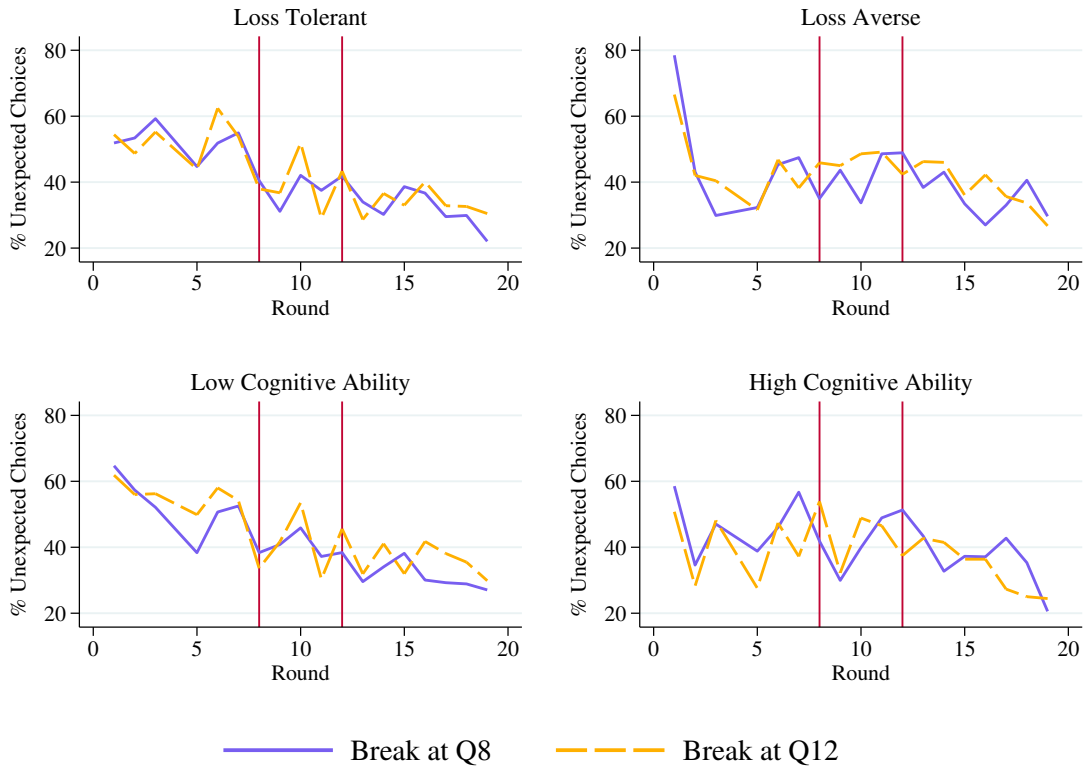 Loss Tolerant
% Unexpected Choices
80
60
40
20
0 5 10 15 20
Round
Loss Averse
% Unexpected Choices
80
60
40
20
0 5 10 15 20
Round
Low Cognitive Ability
% Unexpected Choices
80
60
40
20
0 5 10 15 20
Round
High Cognitive Ability
% Unexpected Choices
80
60
40
20
0 5 10 15 20
Round
Break at Q8 Break at Q12